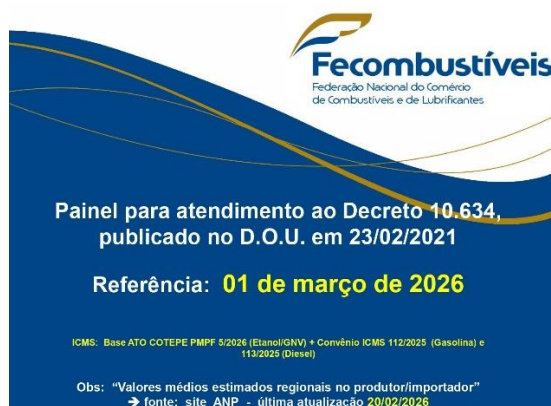 Fecombustíveis
Federação Nacional do Comércio
de Combustíveis e de Lubrificantes
Painel para atendimento ao Decreto 10.634,
publicado no D.O.U. em 23/02/2021
Referência: 01 de março de 2026
ICMS: Base ATO COTEPE PMPF 5/2026 (Etanol/GNV) + Convênio ICMS 112/2025 (Gasolina) e
113/2025 (Diesel)
Obs: “Valores médios estimados regionais no produtor/importador”
➔ fonte: site ANP - última atualização 20/02/2026